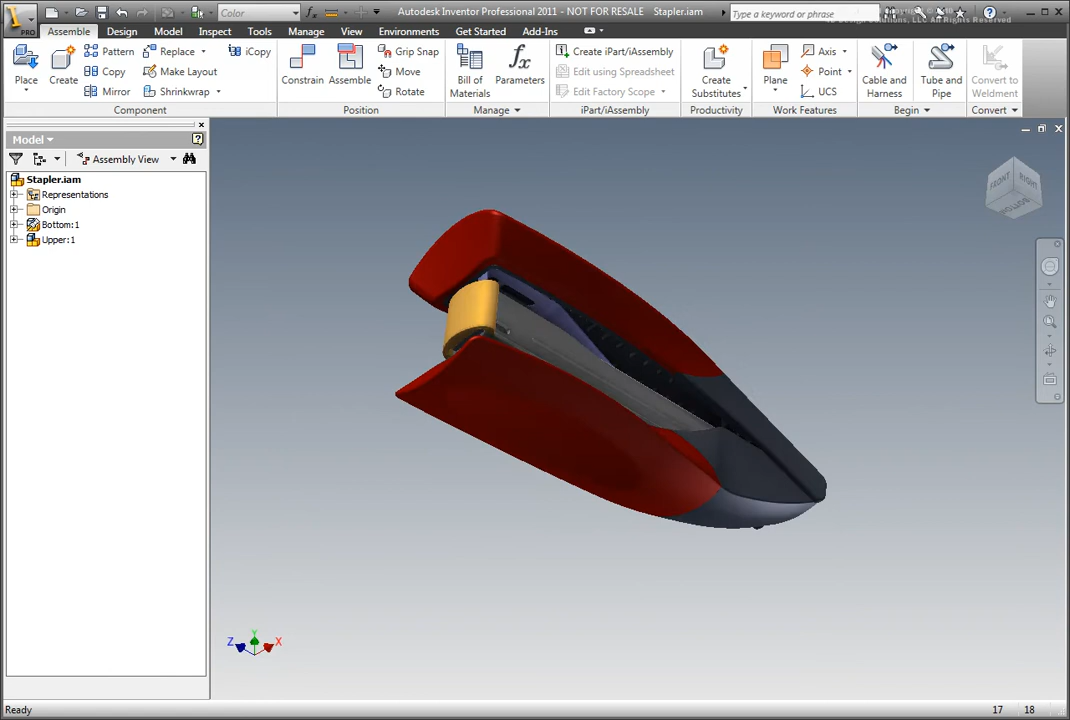 Color
Autodesk Inventor Professional 2011 - NOT FOR RESALE Stapler.iam
Type a keyword or phrase
PRO
Assemble Design Model Inspect Tools Manage View Environments Get Started Add-Ins
Place
Create
Pattern
Copy
Mirror
Replace
Make Layout
Shrinkwrap
iCopy
Component
Constrain
Assemble
Grip Snap
Move
Rotate
Position
Bill of Materials
Parameters
Manage
Create iPart/iAssembly
Edit using Spreadsheet
Edit Factory Scope
iPart/iAssembly
Create Substitutes
Productivity
Plane
Axis
Point
UCS
Work Features
Cable and Harness
Tube and Pipe
Begin
Convert to Weldment
Convert
Model
Assembly View
Stapler.iam
Representations
Origin
Bottom:1
Upper:1
FRONT
RIGHT
BOTTOM
Z
Y
X
Ready
17 18